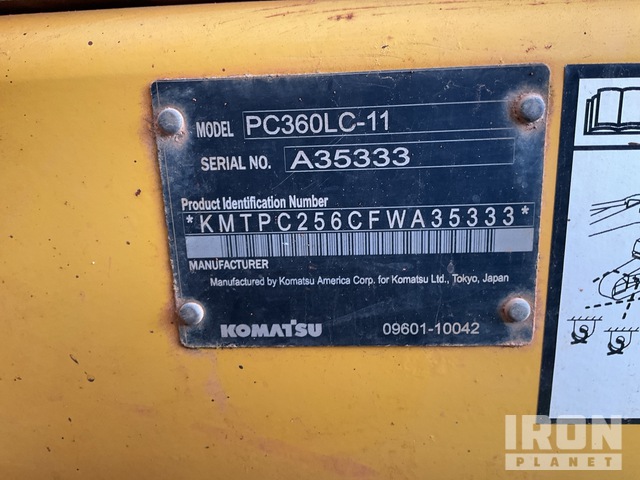 MODEL PC360LC-11
SERIAL NO. A35333
Product Identification Number
*KMTPC256CFWA35333*
MANUFACTURER
Manufactured by Komatsu America Corp. for Komatsu Ltd., Tokyo, Japan
KOMATSU 09601-10042
IRON
PLANET